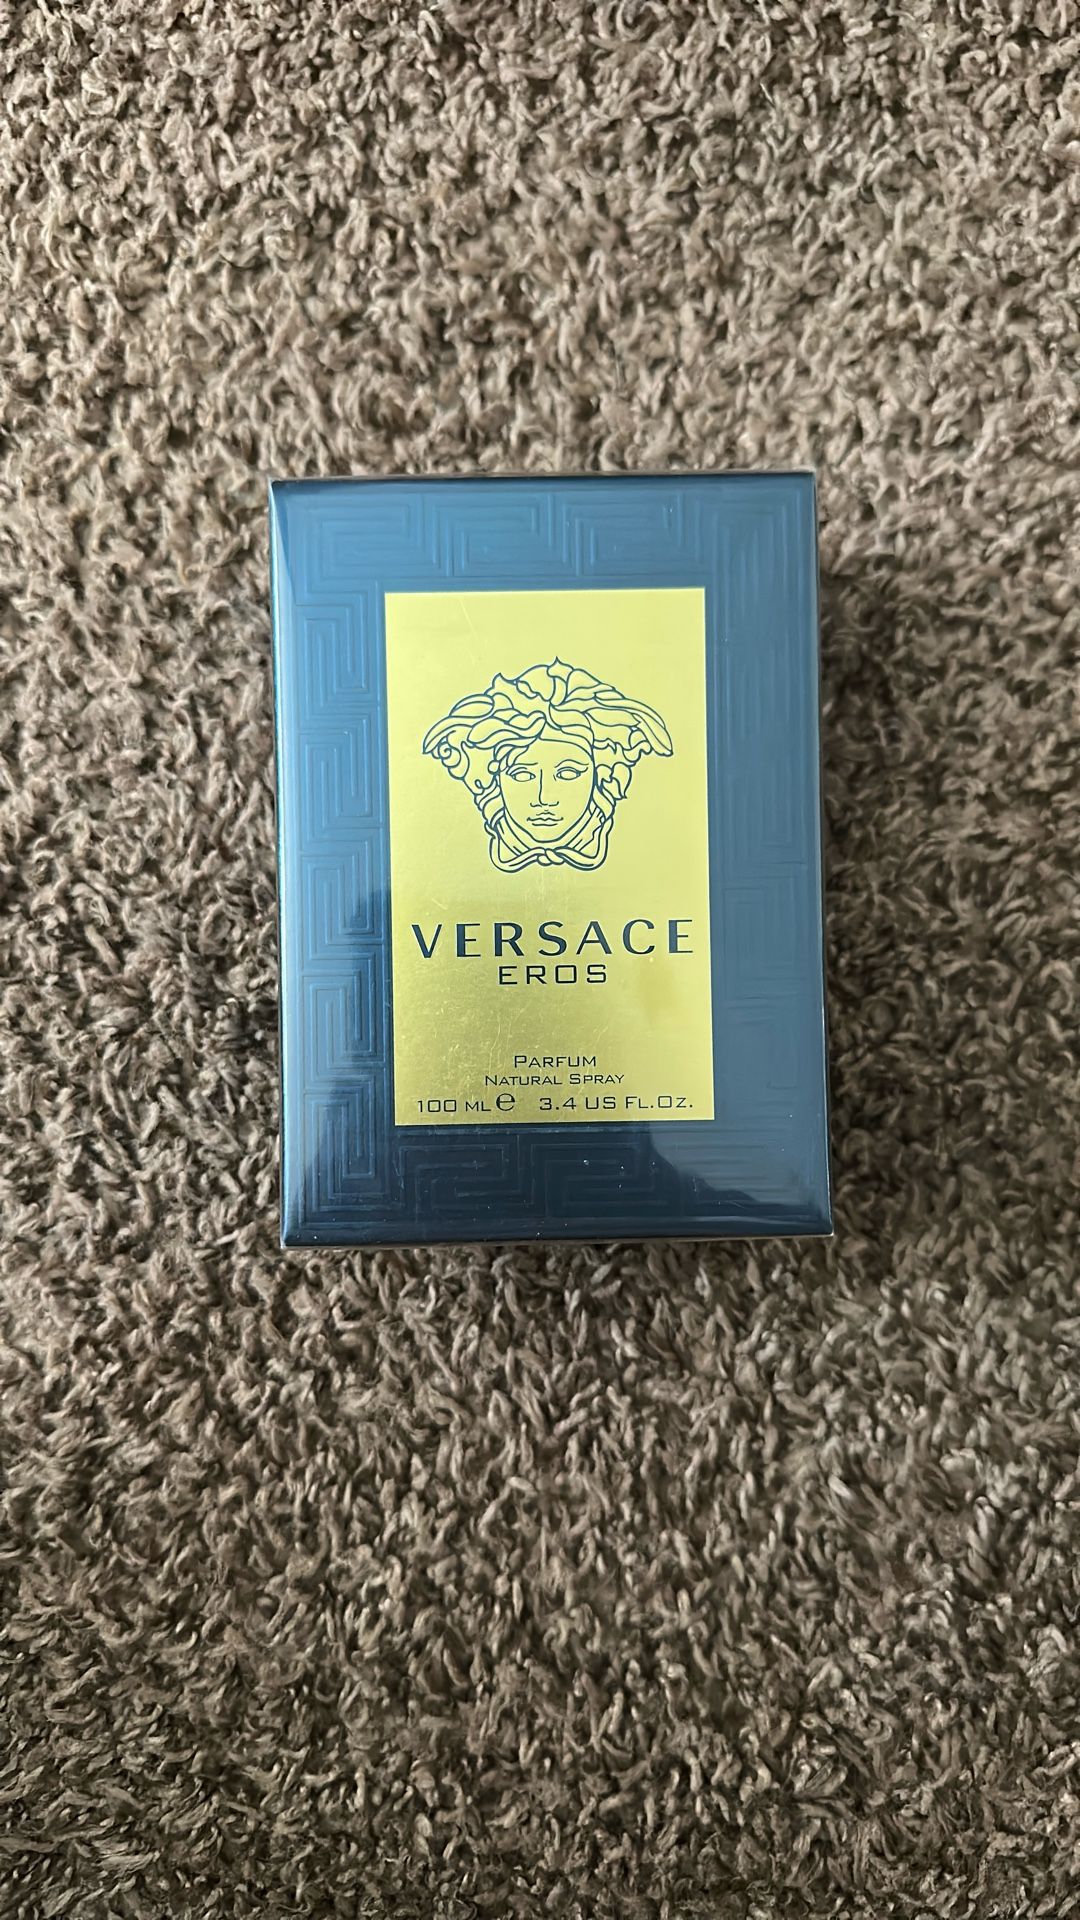 VERSACE
EROS
PARFUM
NATURAL SPRAY
100 ML ℮ 3.4 US FL.OZ.